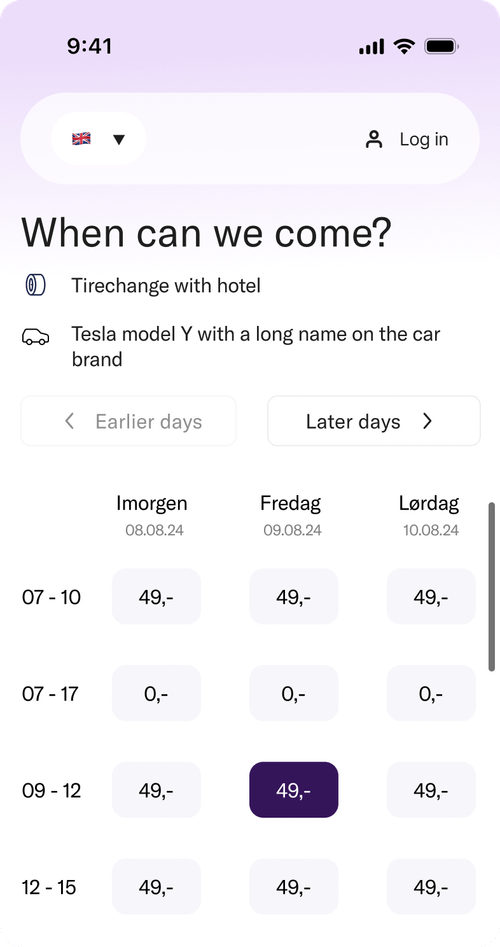 9:41
Log in
When can we come?
Tirechange with hotel
Tesla model Y with a long name on the car
brand
Earlier days Later days
Imorgen Fredag Lørdag
08.08.24 09.08.24 10.08.24
07 - 10 49,- 49,- 49,-
07 - 17 0,- 0,- 0,-
09 - 12 49,- 49,- 49,-
12 - 15 49,- 49,- 49,-